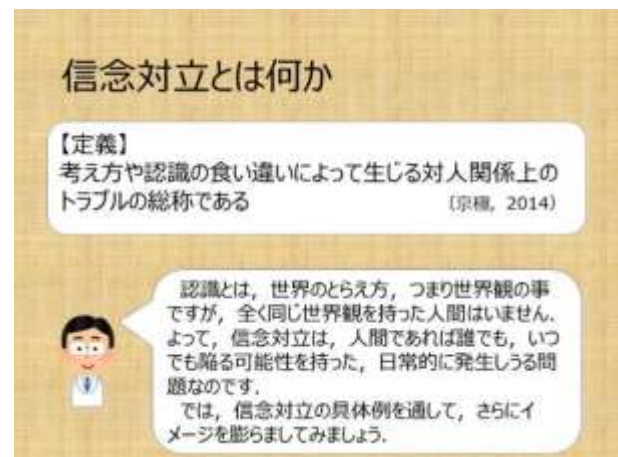 信念対立とは何か
【定義】
考え方や認識の食い違いによって生じる対人関係上の
トラブルの総称である (京極, 2014)
認識とは，世界のとらえ方，つまり世界観の事
ですが，全く同じ世界観を持った人間はいません．
よって，信念対立は，人間であれば誰でも，いつ
でも陥る可能性を持った，日常的に発生しうる問
題なのです．
では，信念対立の具体例を通して，さらにイ
メージを膨らましてみましょう．